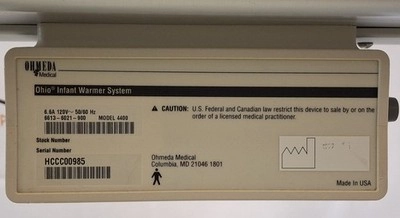 OHMEDA
Medical
Ohio® Infant Warmer System
6.6A 120V~ 50/60 Hz
6613-6021-900 MODEL 4400
Stock Number
Serial Number
HCCC00985
CAUTION: U.S. Federal and Canadian law restrict this device to sale by or on the
order of a licensed medical practitioner.
Ohmeda Medical
Columbia, MD 21046 1801
Made In USA